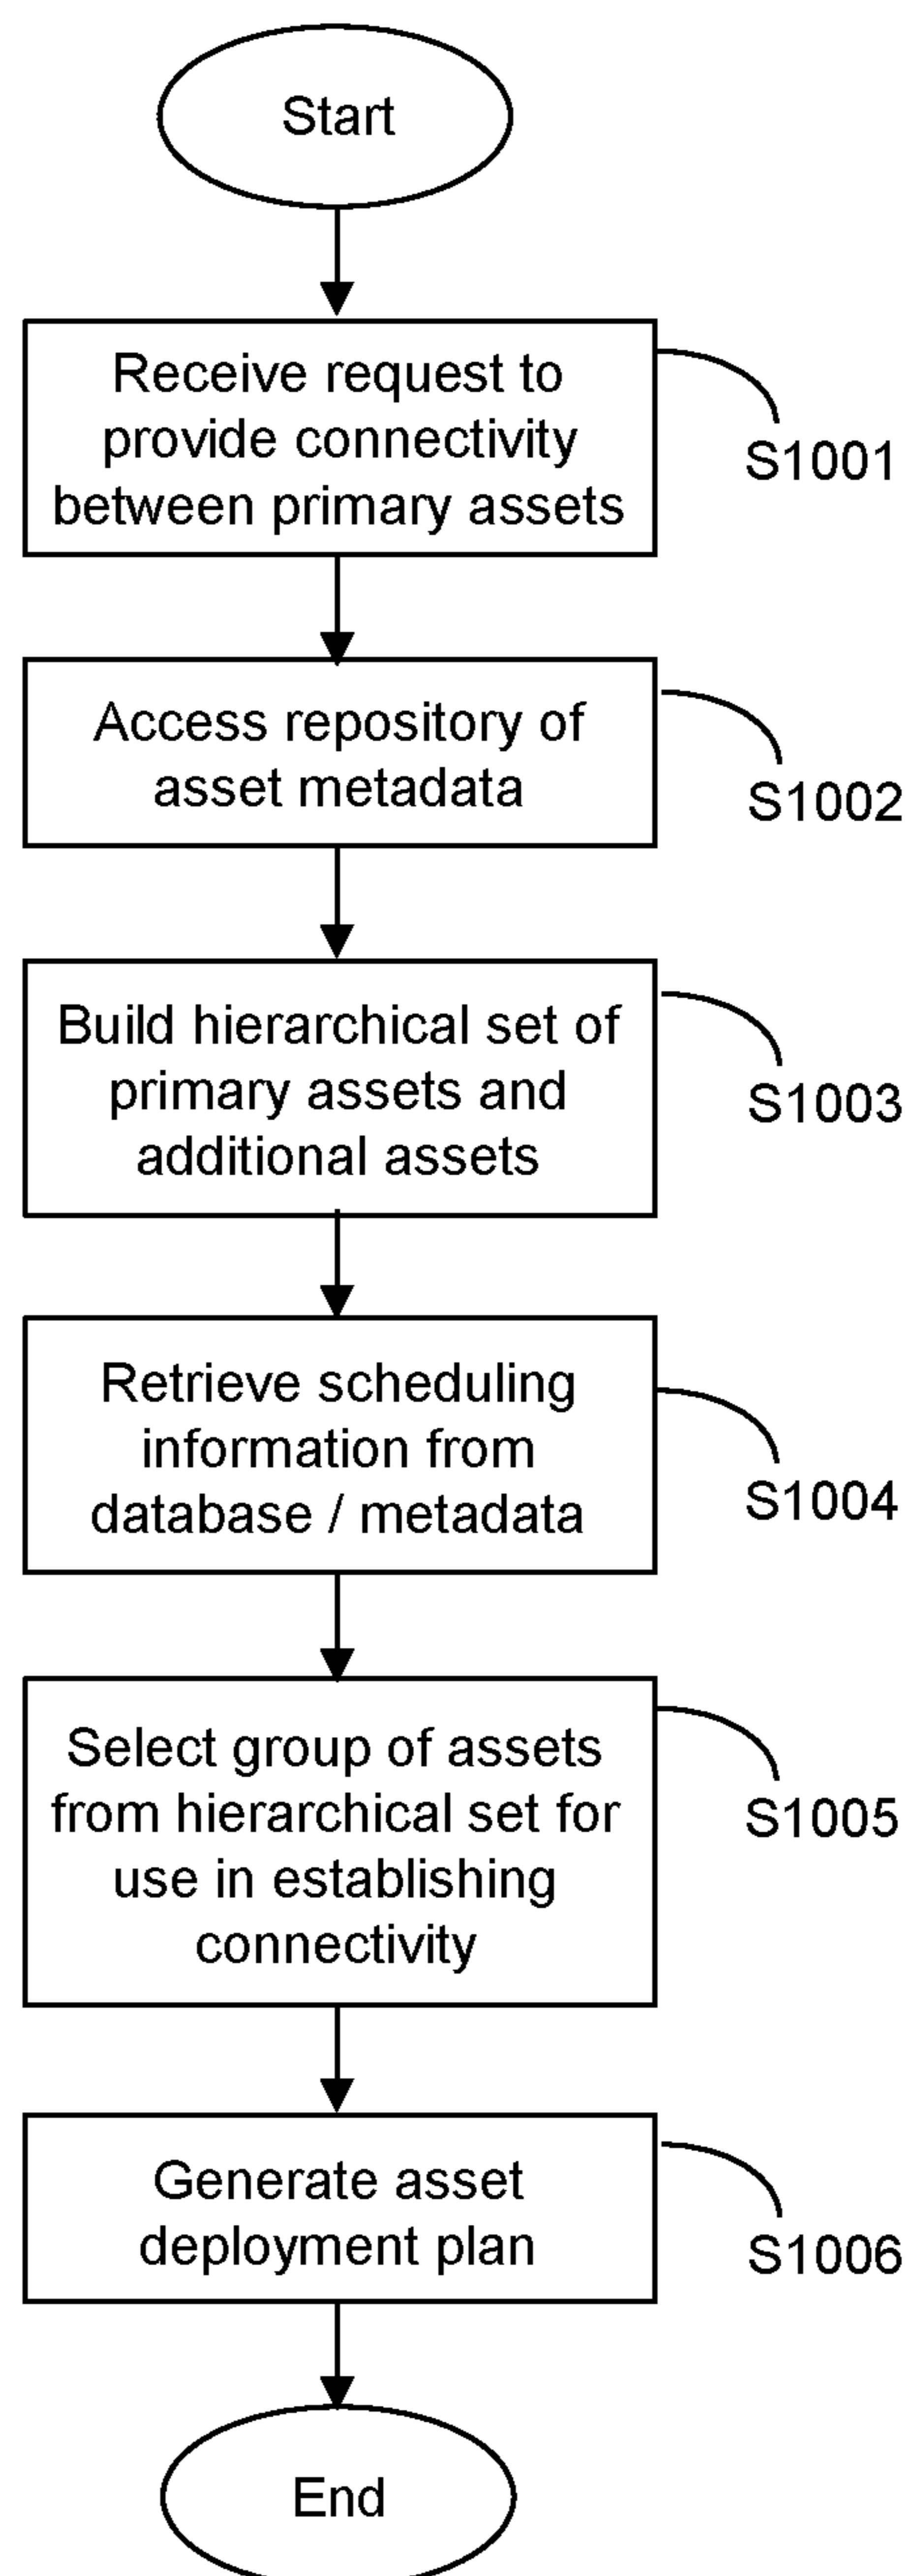 Start
Receive request to
provide connectivity
between primary assets
S1001
Access repository of
asset metadata
S1002
Build hierarchical set of
primary assets and
additional assets
S1003
Retrieve scheduling
information from
database / metadata
S1004
Select group of assets
from hierarchical set for
use in establishing
connectivity
S1005
Generate asset
deployment plan
S1006
End